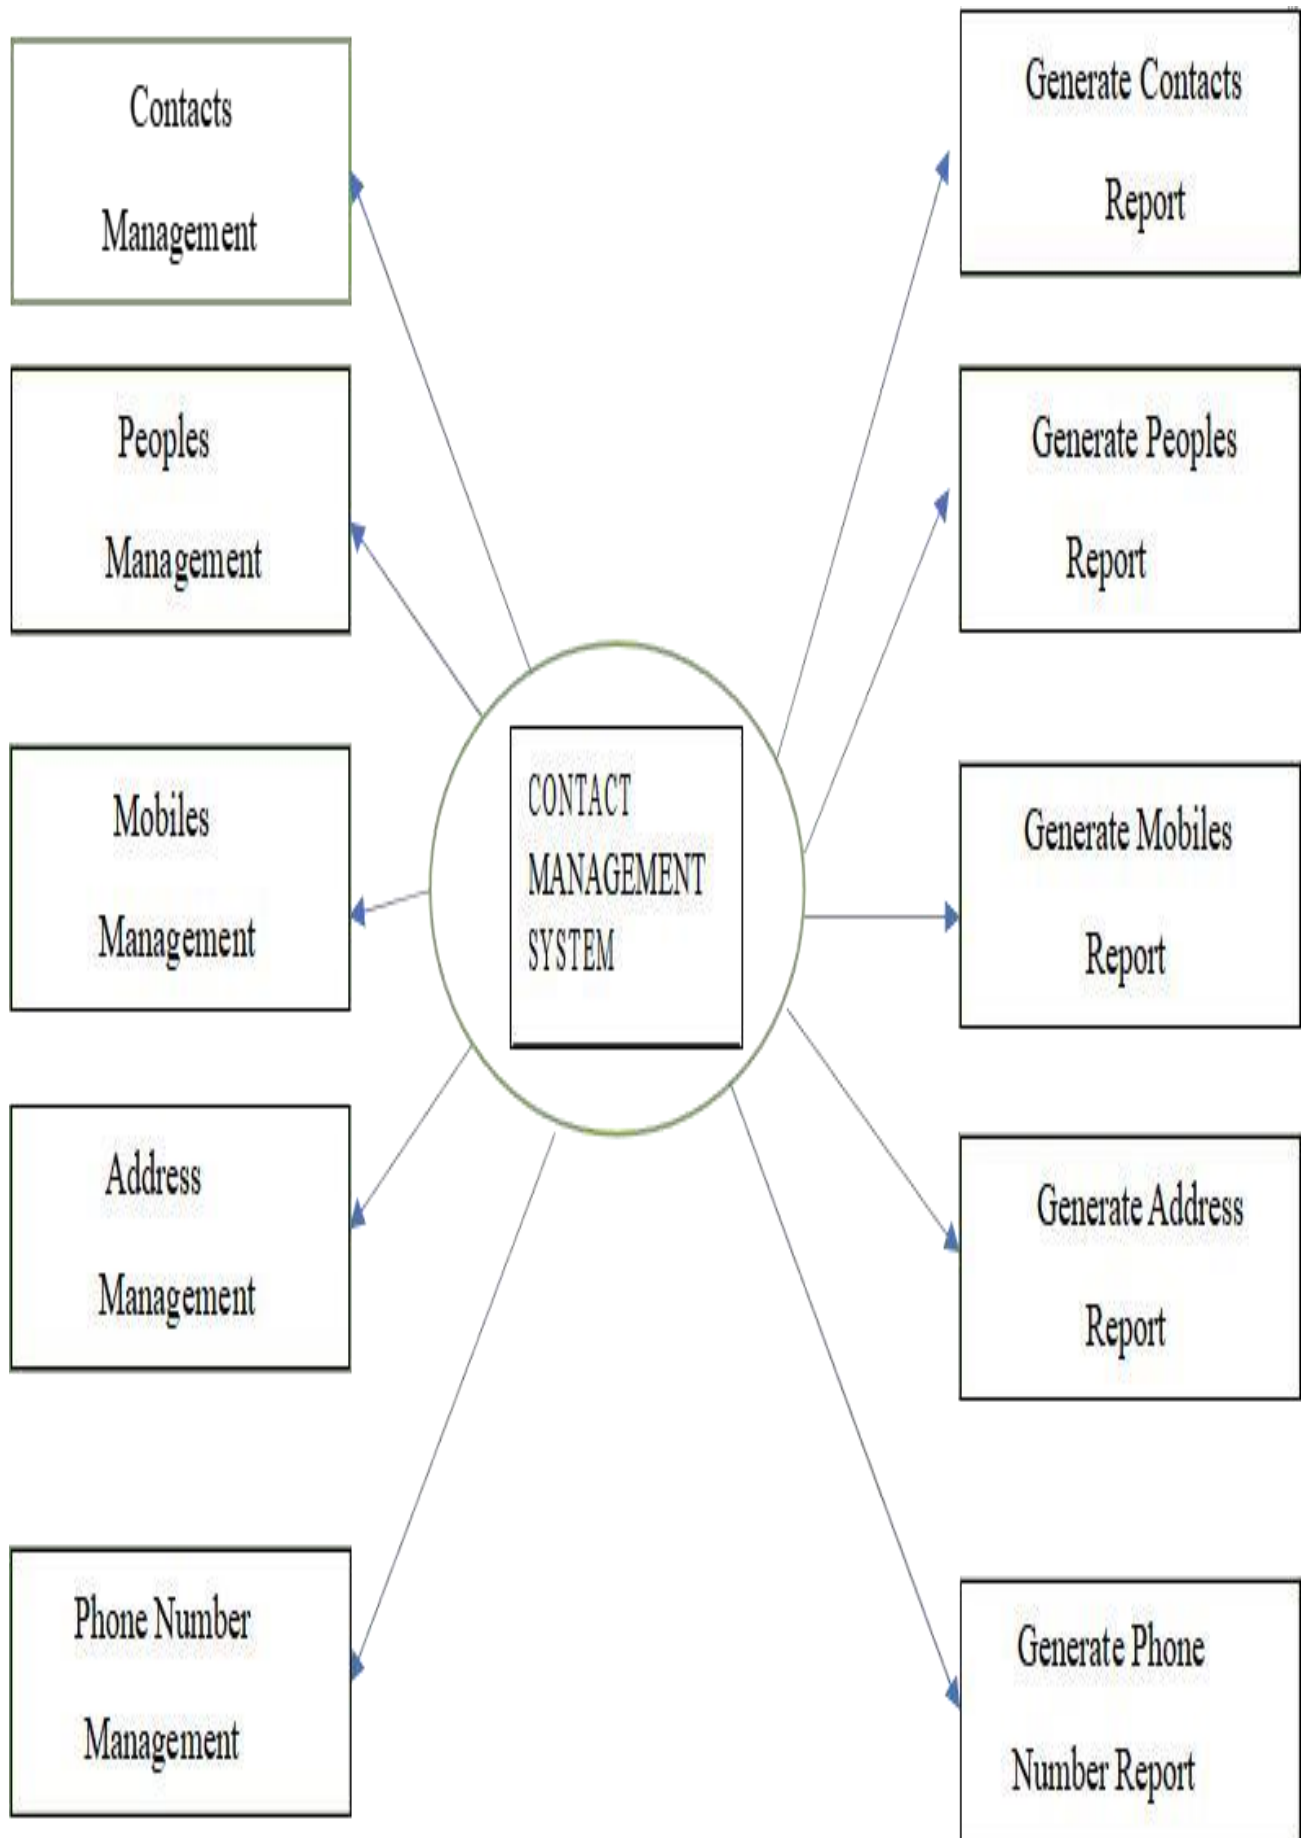 Contacts
Management
Peoples
Management
Mobiles
Management
Address
Management
Phone Number
Management
CONTACT
MANAGEMENT
SYSTEM
Generate Contacts
Report
Generate Peoples
Report
Generate Mobiles
Report
Generate Address
Report
Generate Phone
Number Report